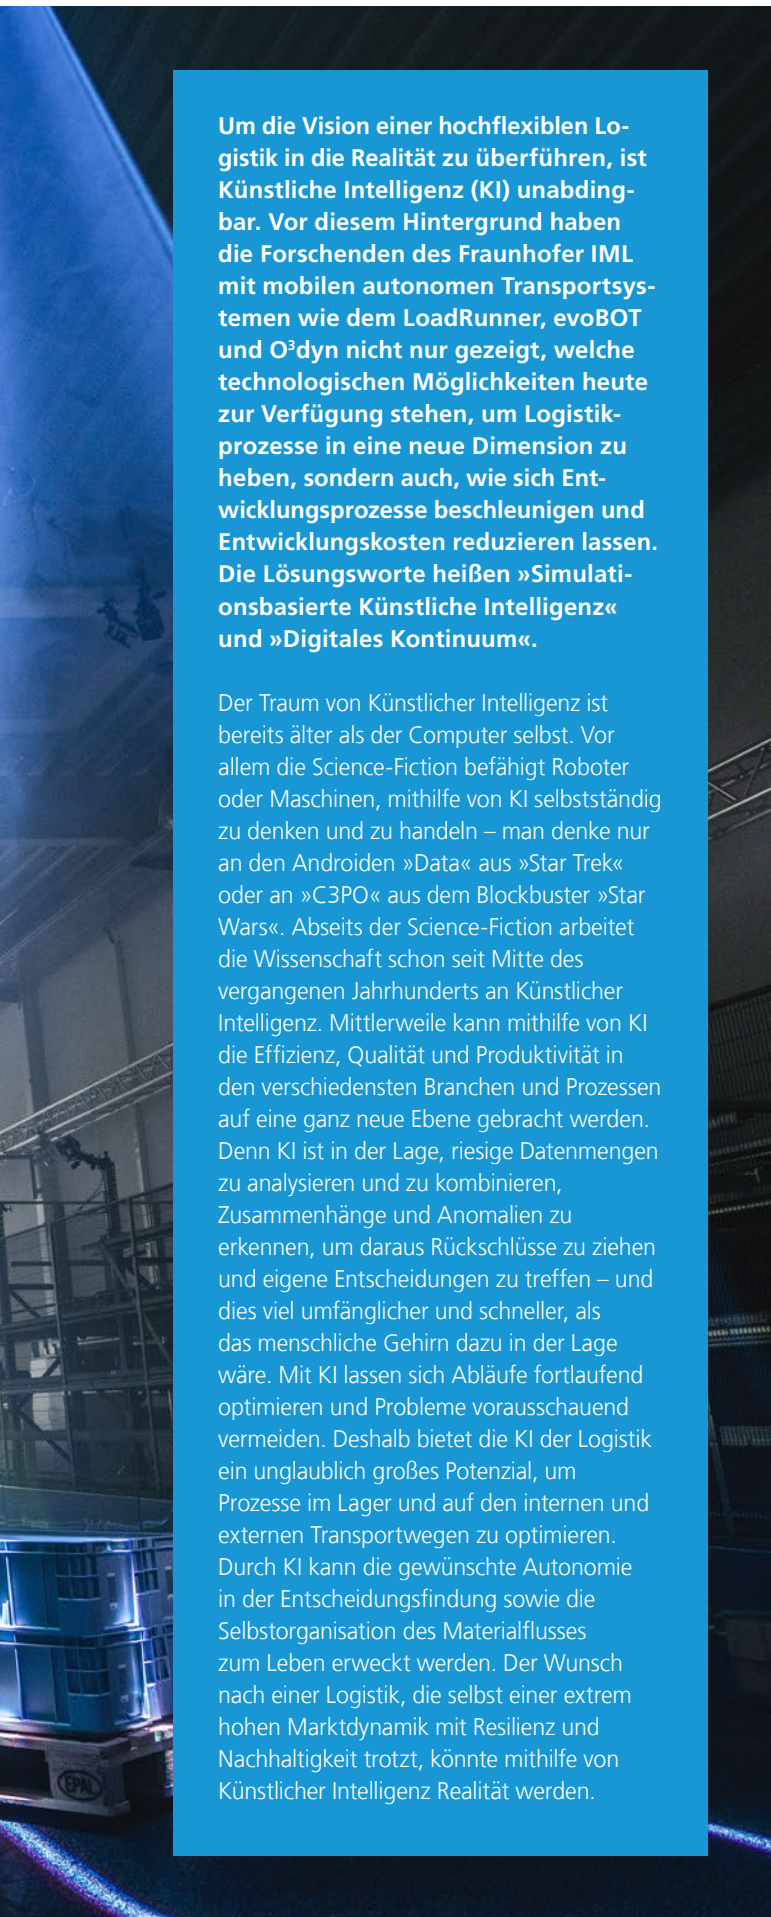 Um die Vision einer hochflexiblen Lo-
gistik in die Realität zu überführen, ist
Künstliche Intelligenz (KI) unabding-
bar. Vor diesem Hintergrund haben
die Forschenden des Fraunhofer IML
mit mobilen autonomen Transportsys-
temen wie dem LoadRunner, evoBOT
und O³dyn nicht nur gezeigt, welche
technologischen Möglichkeiten heute
zur Verfügung stehen, um Logistik-
prozesse in eine neue Dimension zu
heben, sondern auch, wie sich Ent-
wicklungsprozesse beschleunigen und
Entwicklungskosten reduzieren lassen.
Die Lösungsworte heißen »Simulati-
onsbasierte Künstliche Intelligenz«
und »Digitales Kontinuum«.
Der Traum von Künstlicher Intelligenz ist
bereits älter als der Computer selbst. Vor
allem die Science-Fiction befähigt Roboter
oder Maschinen, mithilfe von KI selbstständig
zu denken und zu handeln – man denke nur
an den Androiden »Data« aus »Star Trek«
oder an »C3PO« aus dem Blockbuster »Star
Wars«. Abseits der Science-Fiction arbeitet
die Wissenschaft schon seit Mitte des
vergangenen Jahrhunderts an Künstlicher
Intelligenz. Mittlerweile kann mithilfe von KI
die Effizienz, Qualität und Produktivität in
den verschiedensten Branchen und Prozessen
auf eine ganz neue Ebene gebracht werden.
Denn KI ist in der Lage, riesige Datenmengen
zu analysieren und zu kombinieren,
Zusammenhänge und Anomalien zu
erkennen, um daraus Rückschlüsse zu ziehen
und eigene Entscheidungen zu treffen – und
dies viel umfänglicher und schneller, als
das menschliche Gehirn dazu in der Lage
wäre. Mit KI lassen sich Abläufe fortlaufend
optimieren und Probleme vorausschauend
vermeiden. Deshalb bietet die KI der Logistik
ein unglaublich großes Potenzial, um
Prozesse im Lager und auf den internen und
externen Transportwegen zu optimieren.
Durch KI kann die gewünschte Autonomie
in der Entscheidungsfindung sowie die
Selbstorganisation des Materialflusses
zum Leben erweckt werden. Der Wunsch
nach einer Logistik, die selbst einer extrem
hohen Marktdynamik mit Resilienz und
Nachhaltigkeit trotzt, könnte mithilfe von
Künstlicher Intelligenz Realität werden.
EPAL